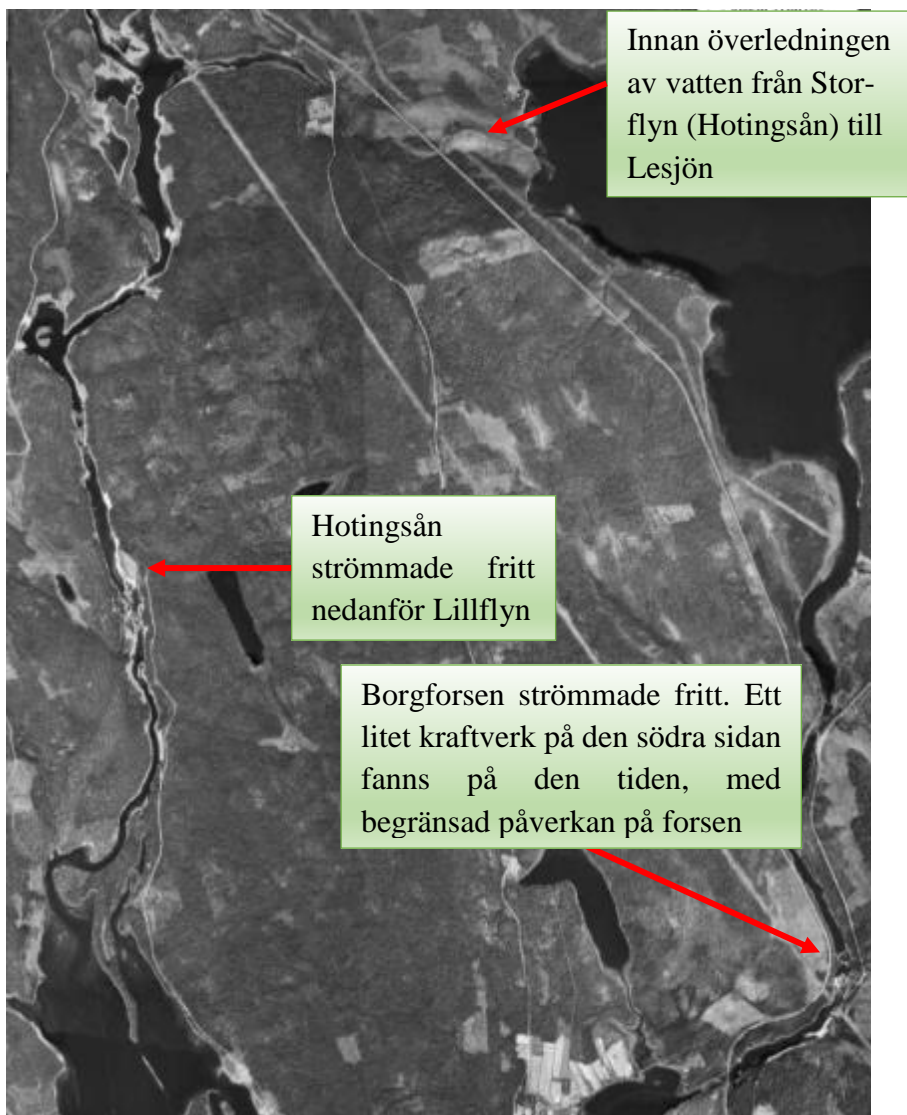 Innan överledningen
av vatten från Stor-
flyn (Hotingsån) till
Lesjön
Hotingsån
strömmade fritt
nedanför Lillflyn
Borgforsen strömmade fritt. Ett
litet kraftverk på den södra sidan
fanns på den tiden, med
begränsad påverkan på forsen